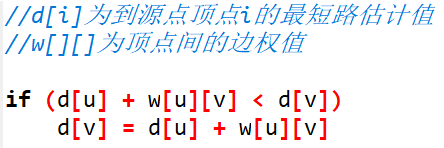 //d[i]为到源点顶点i的最短路估计值
//w[][]为顶点间的边权值
if (d[u] + w[u][v] < d[v])
d[v] = d[u] + w[u][v]